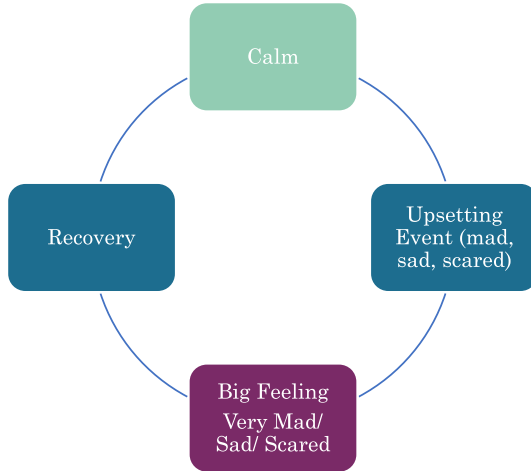 Calm
Upsetting
Event (mad,
sad, scared)
Big Feeling
Very Mad/
Sad/ Scared
Recovery